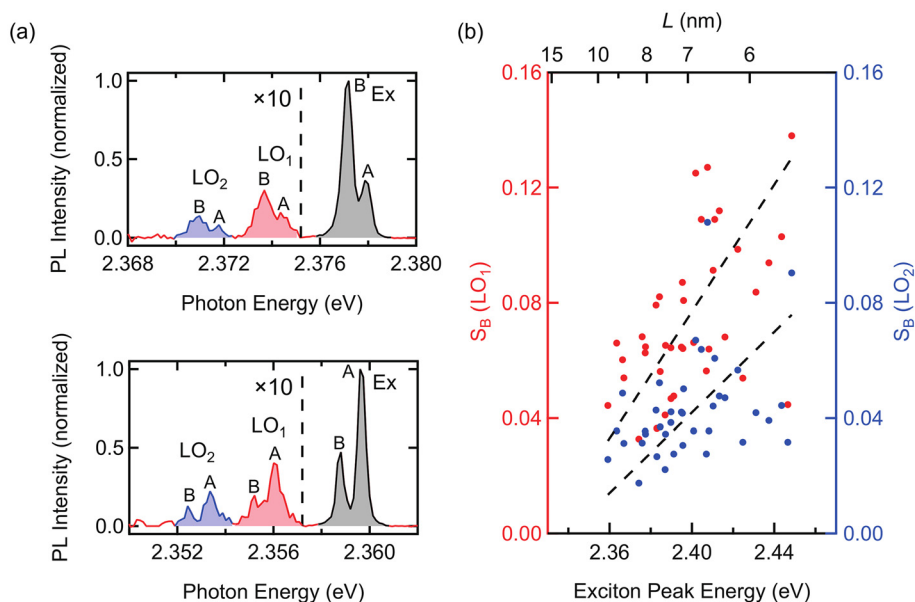 (a)
PL Intensity (normalized)
1.0
0.5
0.0
×10
B
Ex
A
LO1
B
A
LO2
B
A
2.368
2.372
2.376
2.380
Photon Energy (eV)
PL Intensity (normalized)
1.0
0.5
0.0
×10
A
Ex
B
LO1
A
B
LO2
A
B
2.352
2.356
2.360
Photon Energy (eV)
(b)
L (nm)
15
10
9
8
7
6
0.16
0.12
0.08
0.04
0.00
SB (LO1)
0.16
0.12
0.08
0.04
0.00
SB (LO2)
2.36
2.40
2.44
Exciton Peak Energy (eV)